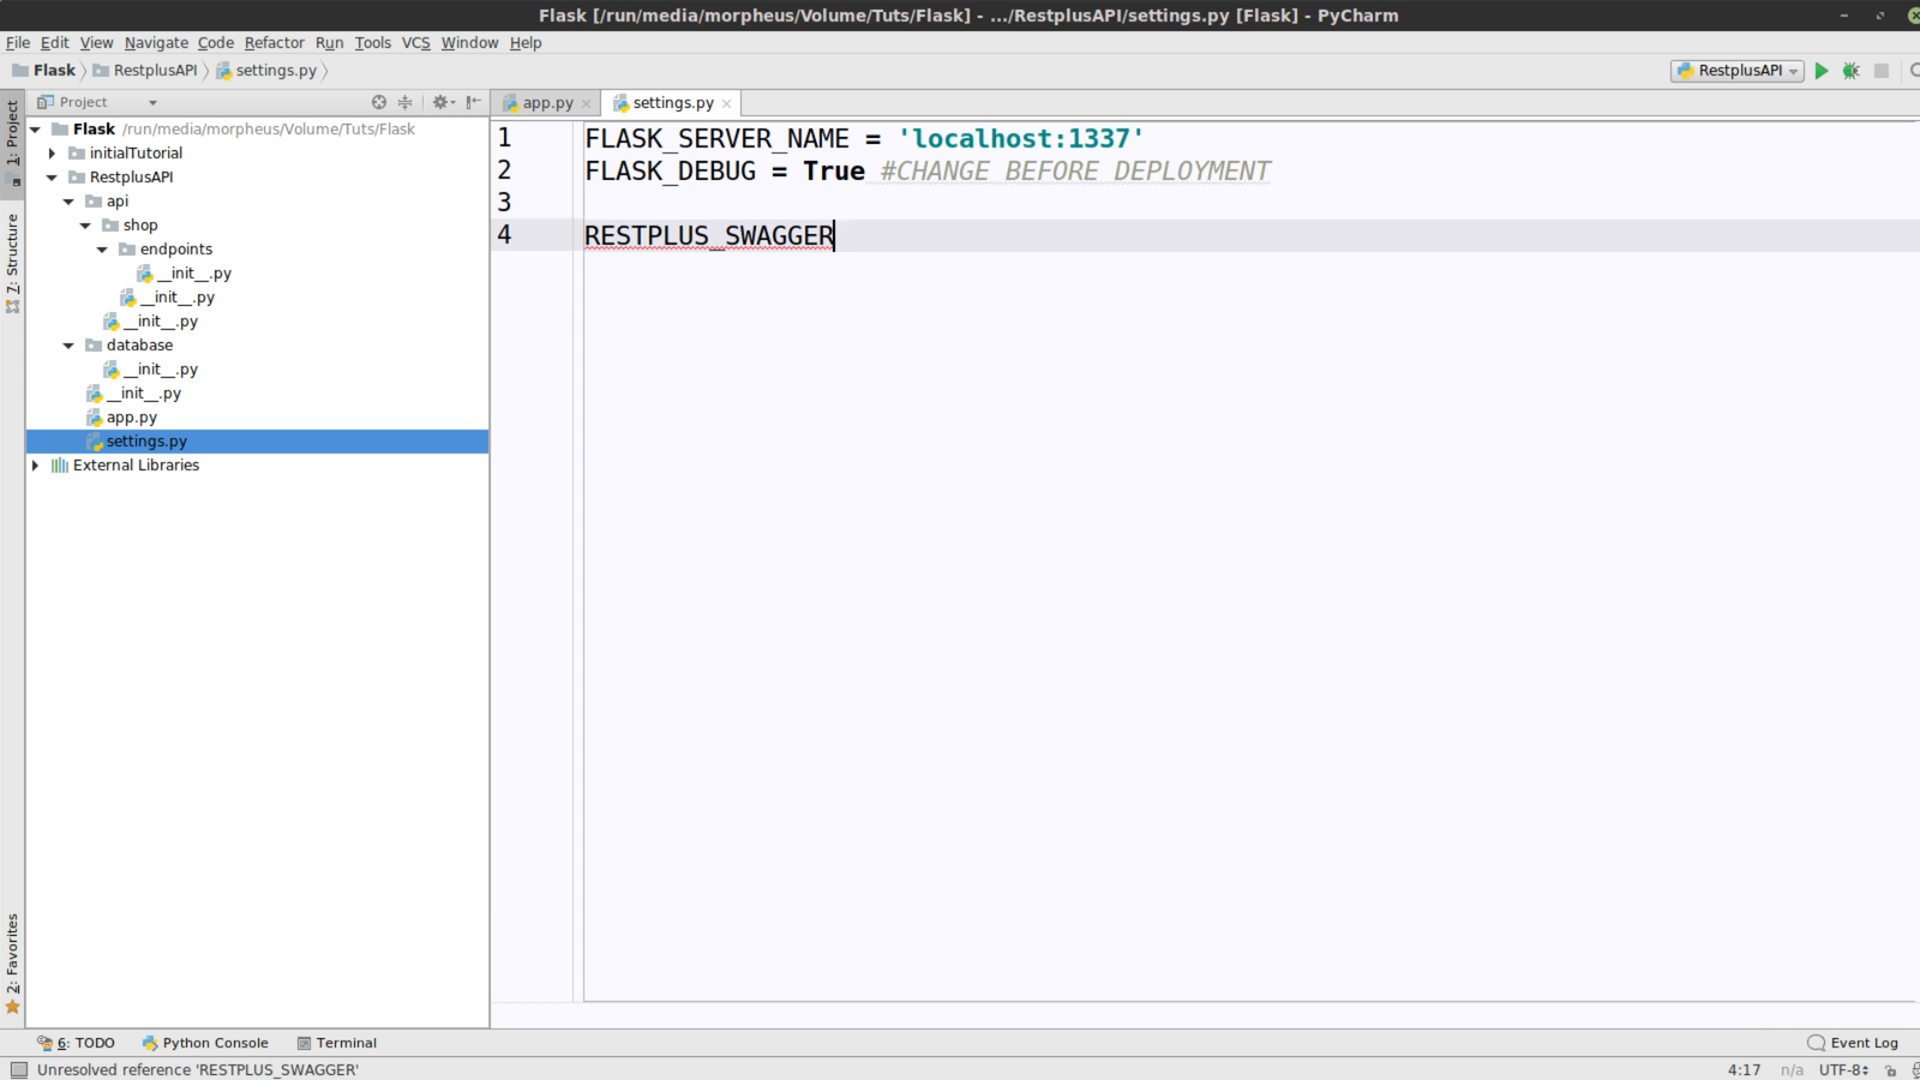 Flask [/run/media/morpheus/Volume/Tuts/Flask] - .../RestplusAPI/settings.py [Flask] - PyCharm
File Edit View Navigate Code Refactor Run Tools VCS Window Help
Flask RestplusAPI settings.py RestplusAPI
Project app.py settings.py
1: Project
7: Structure
2: Favorites
Flask /run/media/morpheus/Volume/Tuts/Flask
initialTutorial
RestplusAPI
api
shop
endpoints
__init__.py
__init__.py
__init__.py
database
__init__.py
__init__.py
app.py
settings.py
External Libraries
1 FLASK_SERVER_NAME = 'localhost:1337'
2 FLASK_DEBUG = True #CHANGE BEFORE DEPLOYMENT
3
4 RESTPLUS_SWAGGER
6: TODO Python Console Terminal Event Log
Unresolved reference 'RESTPLUS_SWAGGER' 4:17 n/a UTF-8